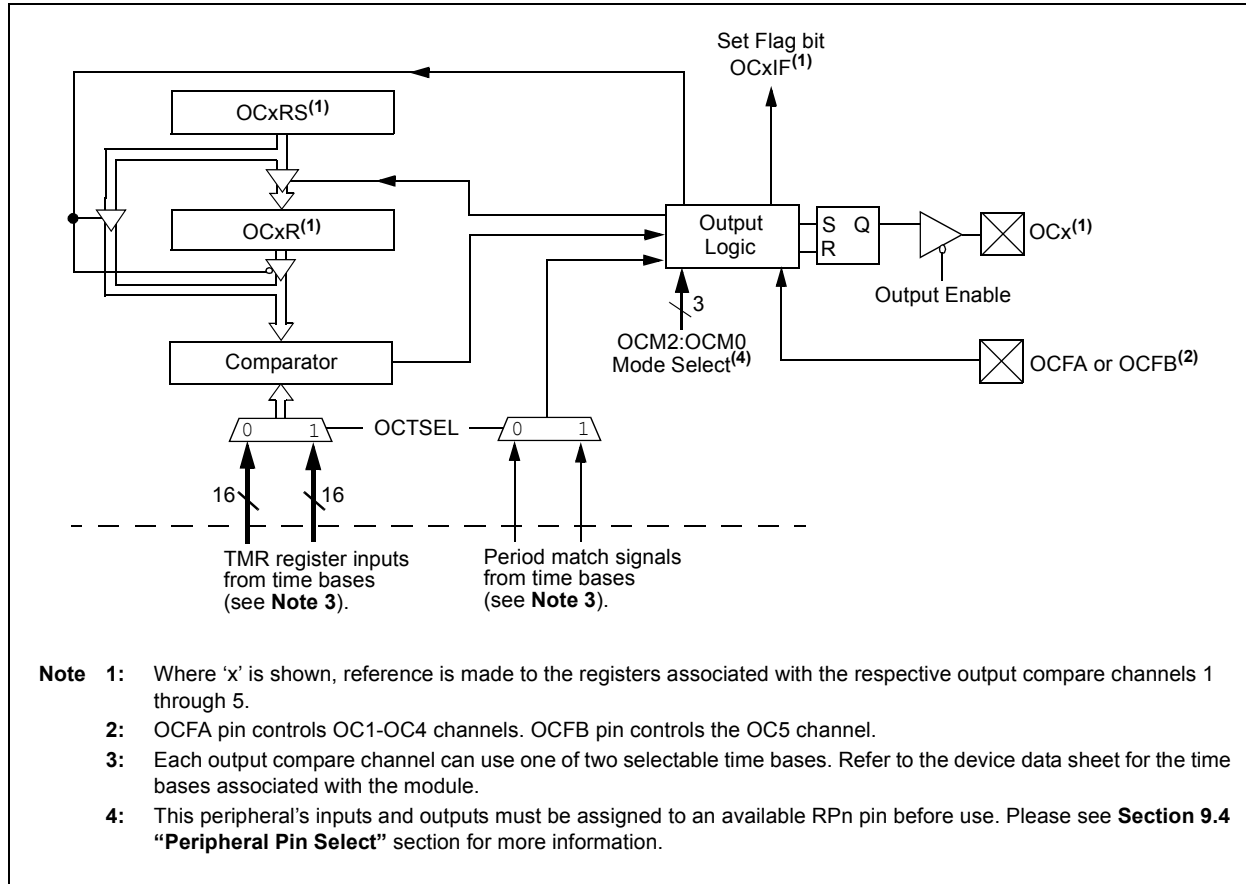 Set Flag bit
OCxIF(1)
OCxRS(1)
OCxR(1)
Output
Logic
S Q
R
OCx(1)
Output Enable
3
OCM2:OCM0
Mode Select(4)
Comparator
OCFA or OCFB(2)
0 1
OCTSEL
0 1
16
16
TMR register inputs
from time bases
(see Note 3).
Period match signals
from time bases
(see Note 3).
Note 1: Where ‘x’ is shown, reference is made to the registers associated with the respective output compare channels 1
through 5.
2: OCFA pin controls OC1-OC4 channels. OCFB pin controls the OC5 channel.
3: Each output compare channel can use one of two selectable time bases. Refer to the device data sheet for the time
bases associated with the module.
4: This peripheral’s inputs and outputs must be assigned to an available RPn pin before use. Please see Section 9.4
“Peripheral Pin Select” section for more information.